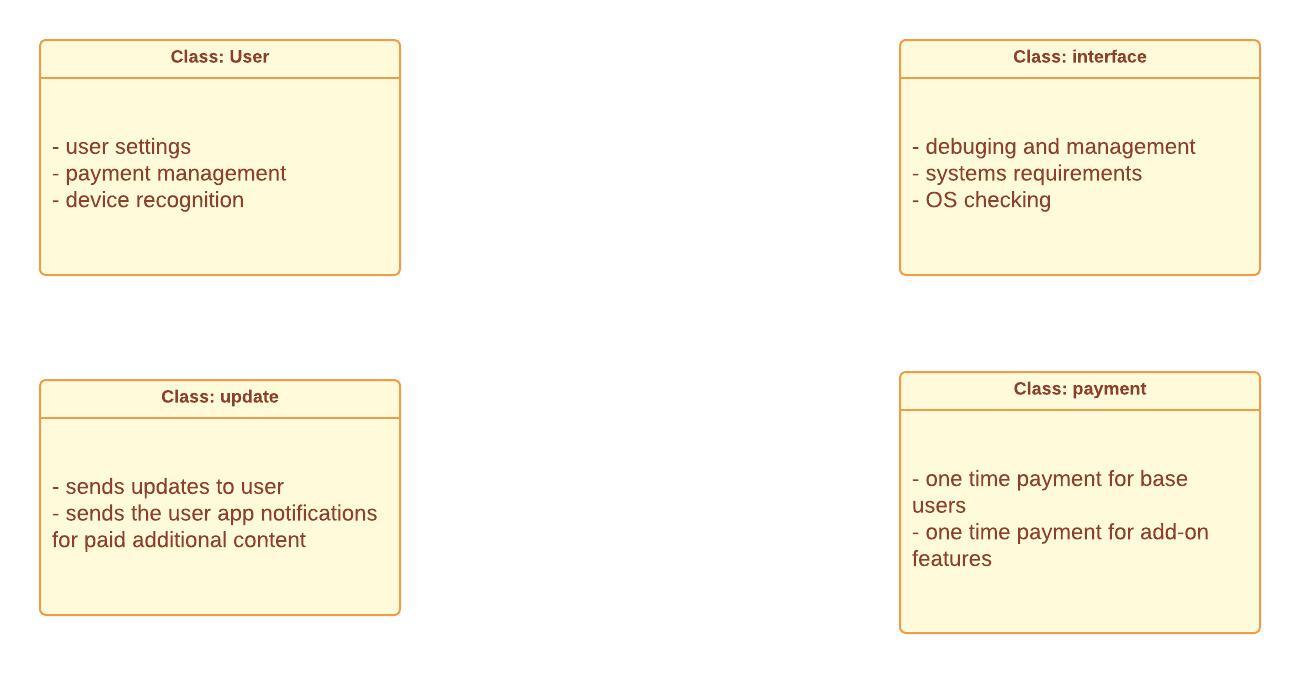 Class: User
- user settings
- payment management
- device recognition
Class: interface
- debuging and management
- systems requirements
- OS checking
Class: update
- sends updates to user
- sends the user app notifications
for paid additional content
Class: payment
- one time payment for base
users
- one time payment for add-on
features